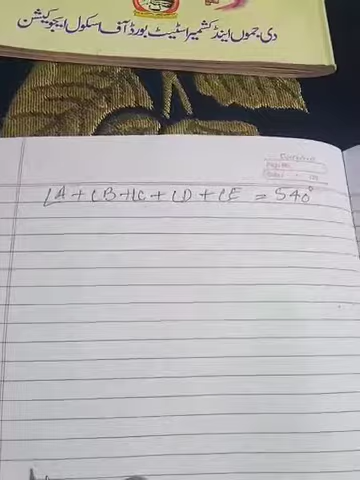 دی جموں اینڈ کشمیر اسٹیٹ بورڈ آف اسکول ایجوکیشن
∠A + ∠B + ∠C + ∠D + ∠E = 540°